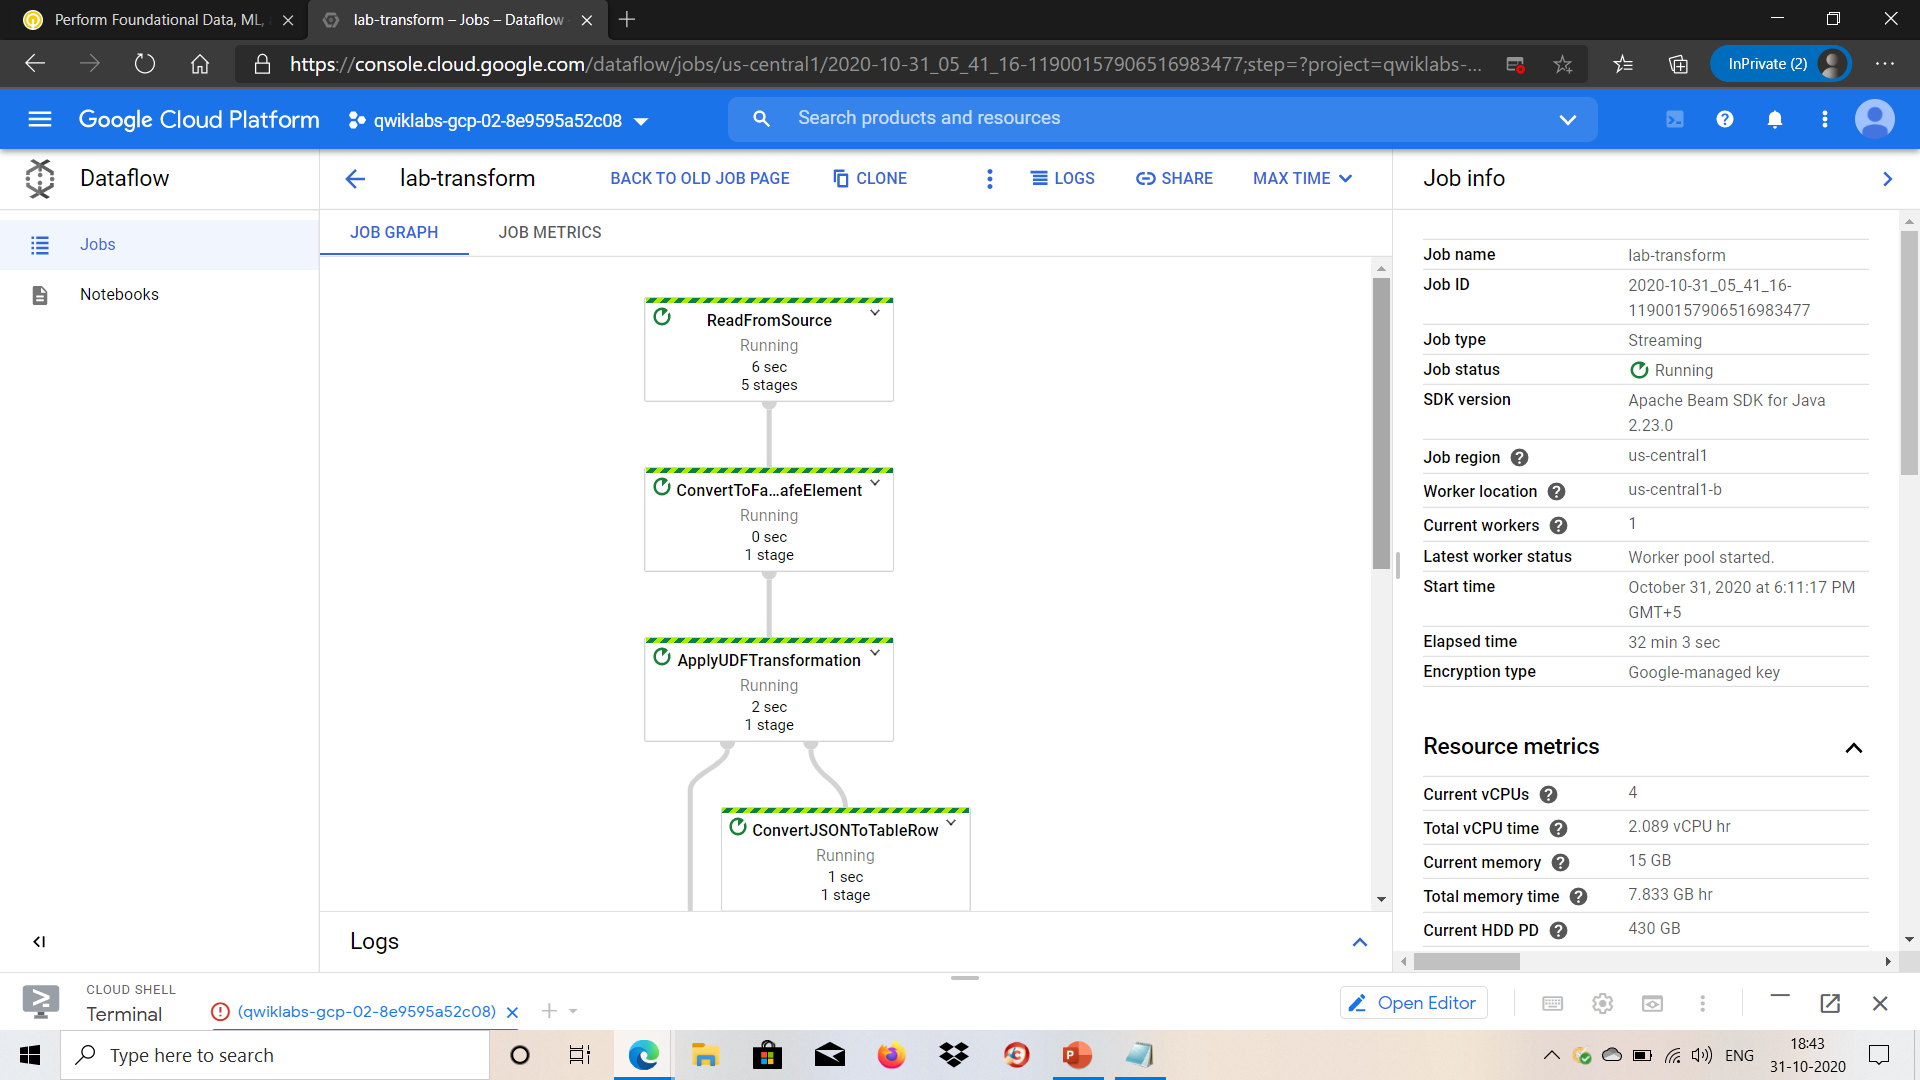 Perform Foundational Data, ML,
lab-transform – Jobs – Dataflow
https://console.cloud.google.com/dataflow/jobs/us-central1/2020-10-31_05_41_16-11900157906516983477;step=?project=qwiklabs-...
InPrivate (2)
Google Cloud Platform
qwiklabs-gcp-02-8e9595a52c08
Search products and resources
Dataflow
lab-transform
BACK TO OLD JOB PAGE
CLONE
LOGS
SHARE
MAX TIME
Job info
Jobs
Notebooks
JOB GRAPH
JOB METRICS
ReadFromSource
Running
6 sec
5 stages
ConvertToFa...afeElement
Running
0 sec
1 stage
ApplyUDFTransformation
Running
2 sec
1 stage
ConvertJSONToTableRow
Running
1 sec
1 stage
Job name lab-transform
Job ID 2020-10-31_05_41_16-
11900157906516983477
Job type Streaming
Job status Running
SDK version Apache Beam SDK for Java
2.23.0
Job region us-central1
Worker location us-central1-b
Current workers 1
Latest worker status Worker pool started.
Start time October 31, 2020 at 6:11:17 PM
GMT+5
Elapsed time 32 min 3 sec
Encryption type Google-managed key
Resource metrics
Current vCPUs 4
Total vCPU time 2.089 vCPU hr
Current memory 15 GB
Total memory time 7.833 GB hr
Current HDD PD 430 GB
Logs
CLOUD SHELL
Terminal
(qwiklabs-gcp-02-8e9595a52c08)
Open Editor
Type here to search
ENG
18:43
31-10-2020